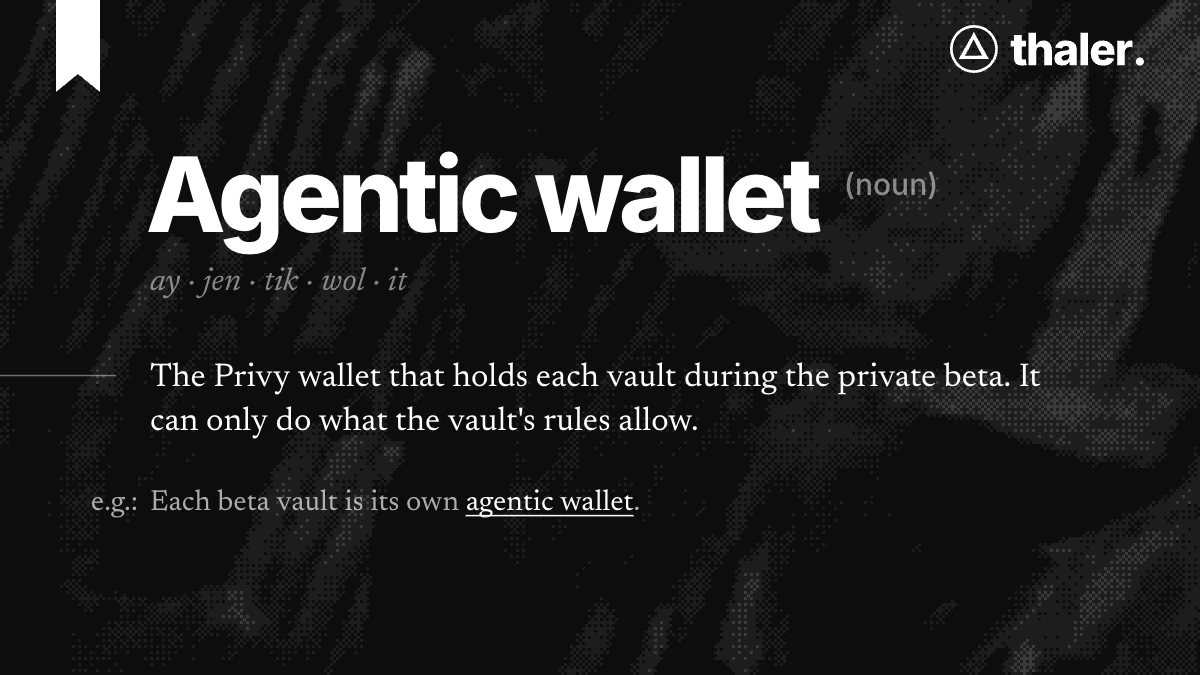 thaler.
Agentic wallet (noun)
ay · jen · tik · wol · it
The Privy wallet that holds each vault during the private beta. It
can only do what the vault's rules allow.
e.g.: Each beta vault is its own agentic wallet.